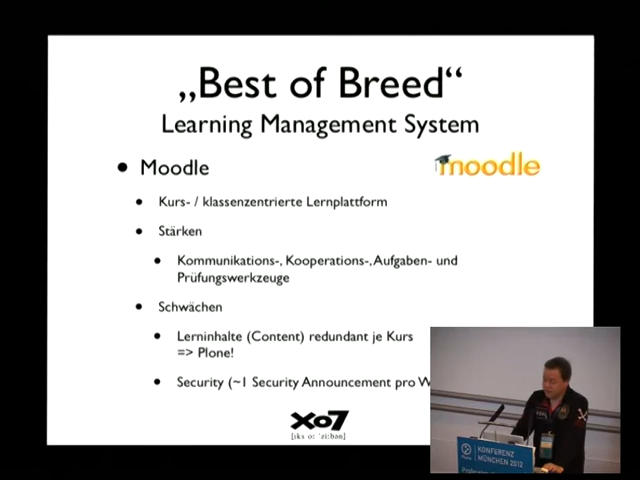 „Best of Breed“
Learning Management System
• Moodle
moodle
• Kurs- / klassenzentrierte Lernplattform
• Stärken
• Kommunikations-, Kooperations-, Aufgaben- und
Prüfungswerkzeuge
• Schwächen
• Lerninhalte (Content) redundant je Kurs
=> Plone!
• Security (~1 Security Announcement pro W
xo7
[ɪks oː ˈziːbən]
KONFERENZ
MÜNCHEN 2012